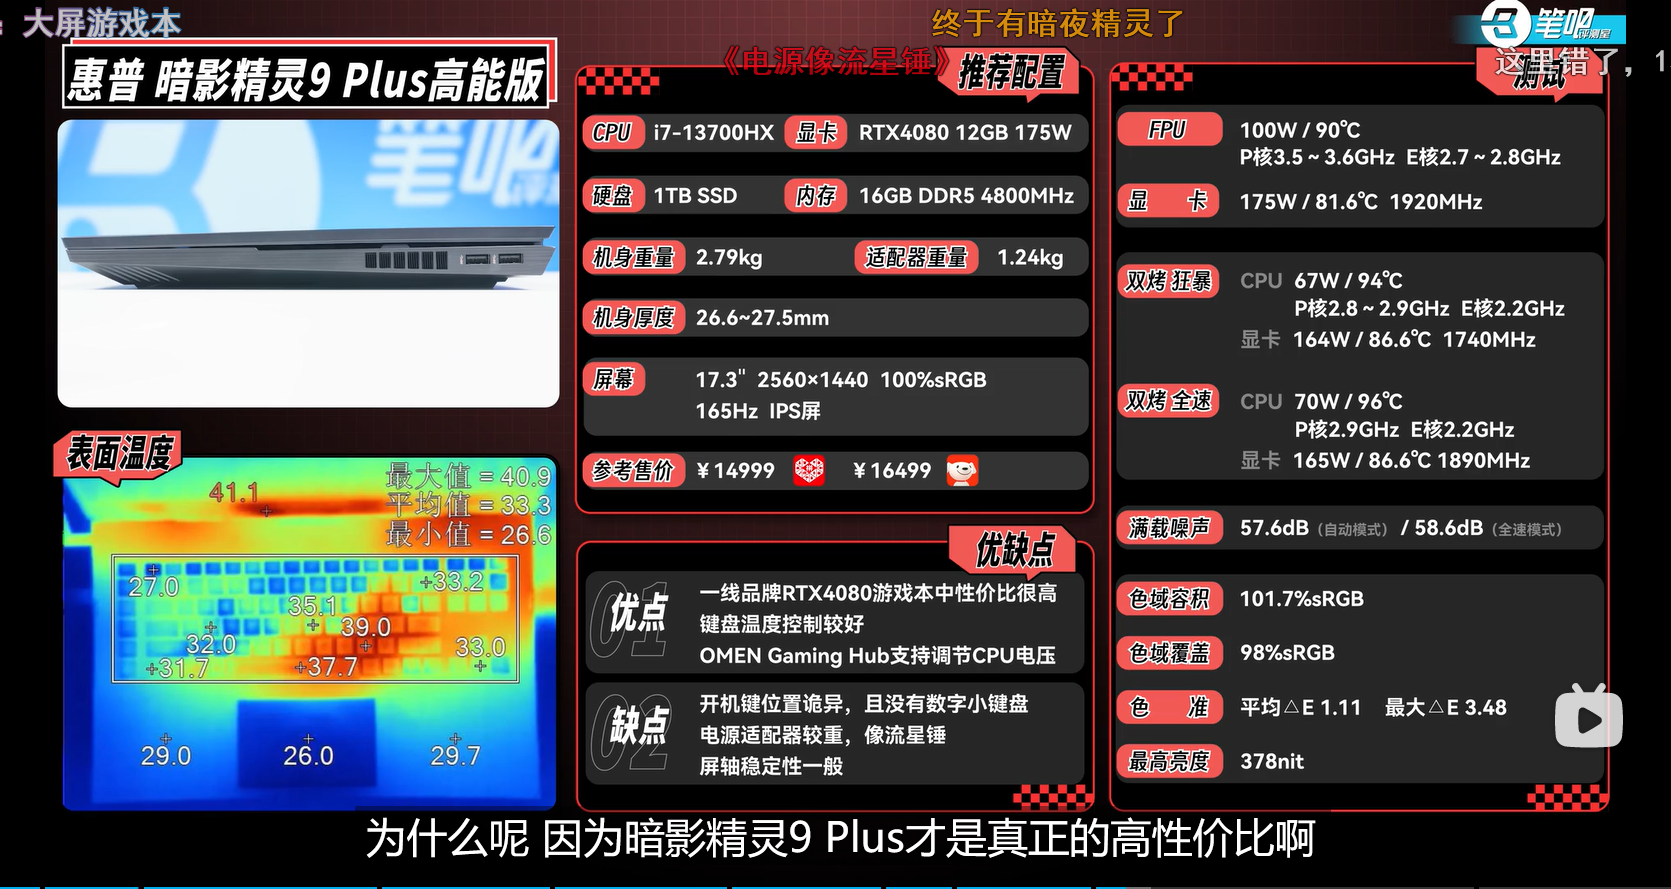 大屏游戏本
终于有暗夜精灵了
笔吧
评测室
《电源像流星锤》
这里错了，1
惠普 暗影精灵9 Plus高能版
推荐配置
CPU i7-13700HX 显卡 RTX4080 12GB 175W
硬盘 1TB SSD 内存 16GB DDR5 4800MHz
机身重量 2.79kg 适配器重量 1.24kg
机身厚度 26.6~27.5mm
屏幕 17.3" 2560×1440 100%sRGB
165Hz IPS屏
参考售价 ¥14999 ¥16499
优缺点
01 优点
一线品牌RTX4080游戏本中性价比很高
键盘温度控制较好
OMEN Gaming Hub支持调节CPU电压
02 缺点
开机键位置诡异，且没有数字小键盘
电源适配器较重，像流星锤
屏轴稳定性一般
测试
FPU 100W / 90℃
P核3.5~3.6GHz E核2.7~2.8GHz
显卡 175W / 81.6℃ 1920MHz
双烤 狂暴 CPU 67W / 94℃
P核2.8~2.9GHz E核2.2GHz
显卡 164W / 86.6℃ 1740MHz
双烤 全速 CPU 70W / 96℃
P核2.9GHz E核2.2GHz
显卡 165W / 86.6℃ 1890MHz
满载噪声 57.6dB（自动模式）/ 58.6dB（全速模式）
色域容积 101.7%sRGB
色域覆盖 98%sRGB
色准 平均△E 1.11 最大△E 3.48
最高亮度 378nit
笔吧
表面温度
最大值 = 40.9
平均值 = 33.3
最小值 = 26.6
41.1
27.0
33.2
35.1
39.0
32.0
33.0
31.7
37.7
29.0
26.0
29.7
为什么呢 因为暗影精灵9 Plus才是真正的高性价比啊